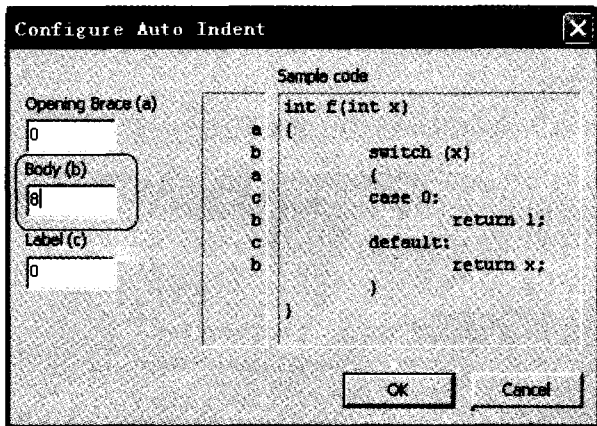 Configure Auto Indent
Opening Brace (a)
0
Body (b)
8
Label (c)
0
Sample code
a
b
a
c
b
c
b
int f(int x)
{
switch (x)
{
case 0:
return 1;
default:
return x;
}
}
OK
Cancel